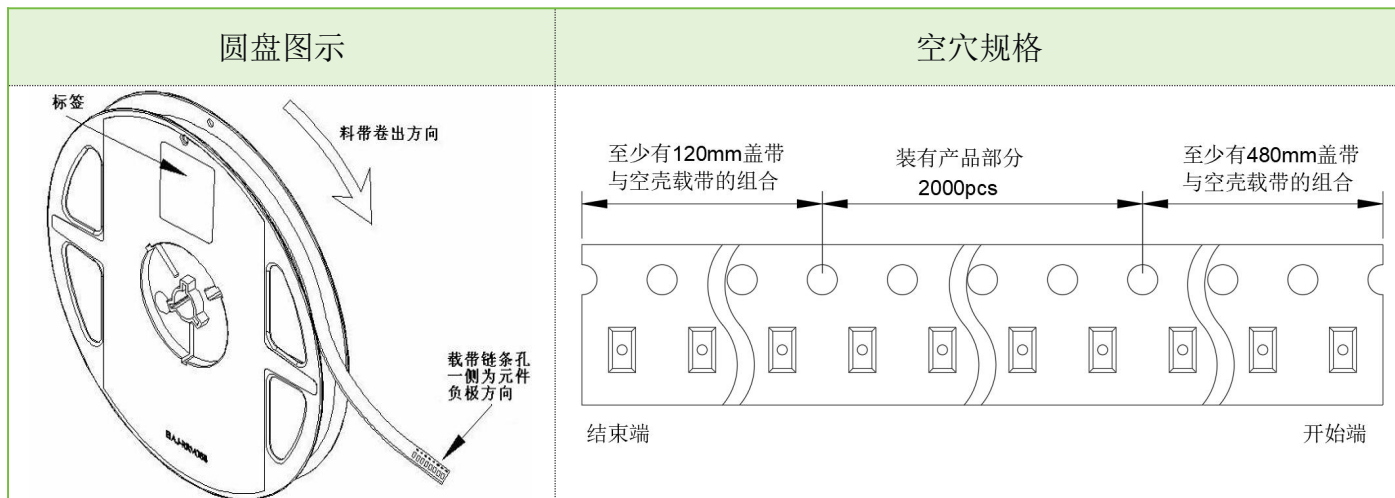 圆盘图示
空穴规格
标签
料带卷出方向
载带链条孔
一侧为元件
负极方向
至少有120mm盖带
与空壳载带的组合
装有产品部分
2000pcs
至少有480mm盖带
与空壳载带的组合
结束端
开始端